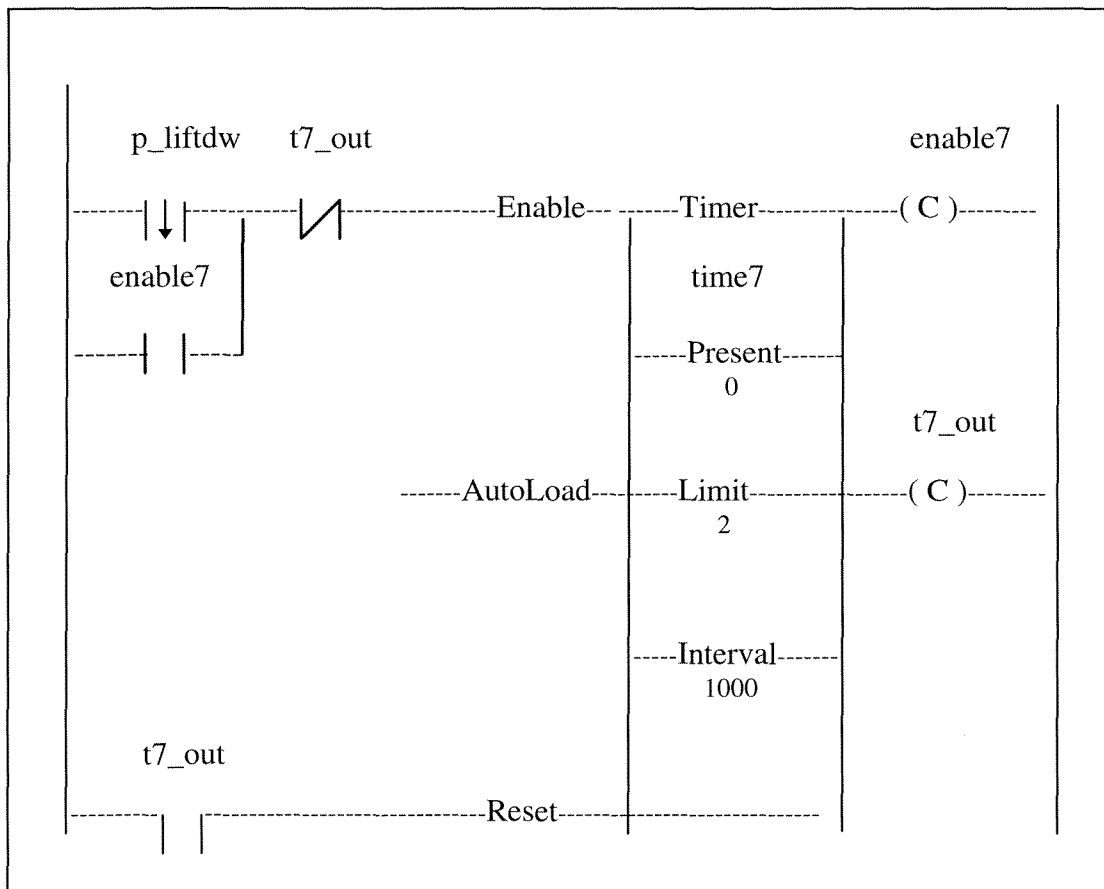 p_liftdw t7_out enable7
Enable Timer ( C )
enable7 time7
Present
0
t7_out
AutoLoad Limit ( C )
2
Interval
1000
t7_out
Reset